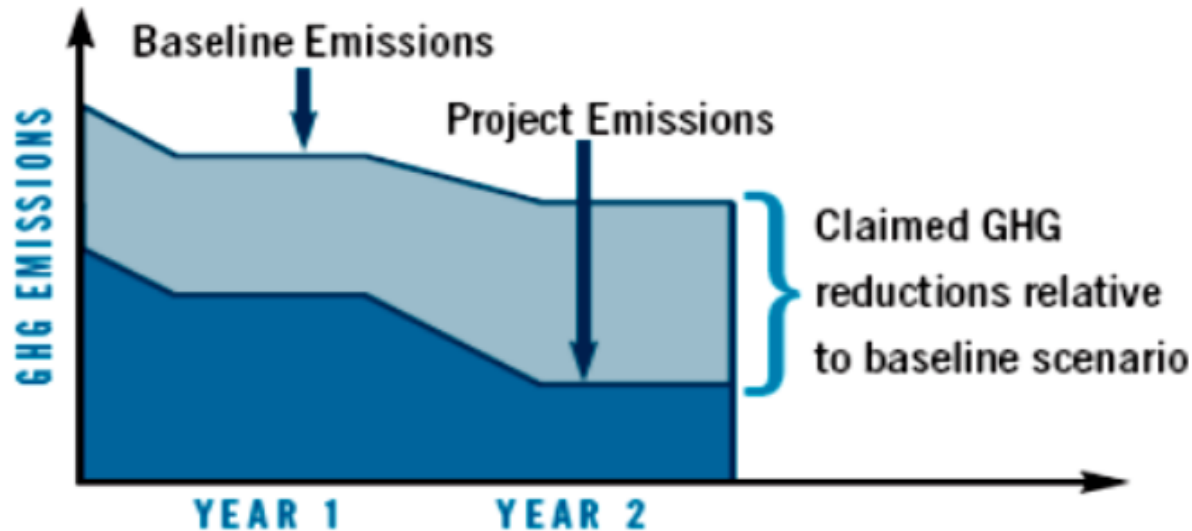 Baseline Emissions
Project Emissions
GHG EMISSIONS
Claimed GHG
reductions relative
to baseline scenario
YEAR 1
YEAR 2